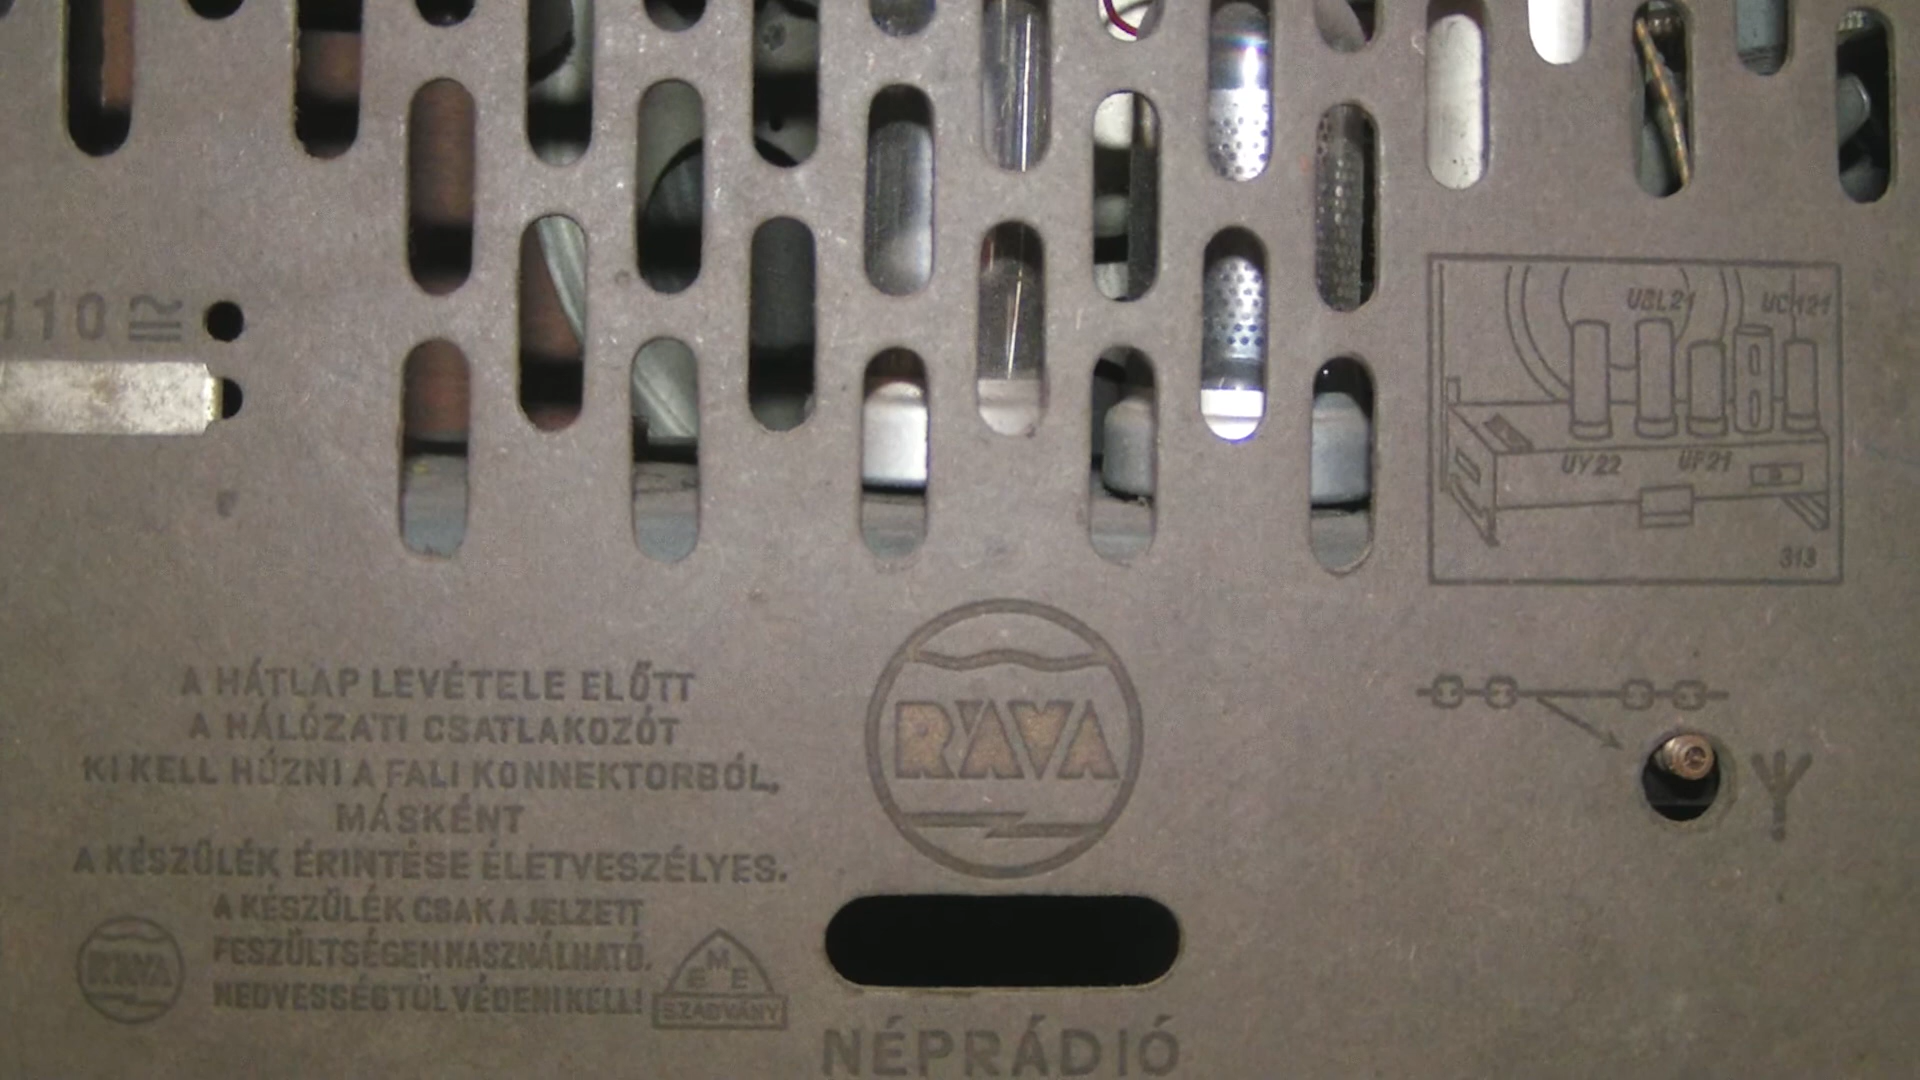 110
UBL21 UCH21
UY22 UF21
313
A HÁTLAP LEVÉTELE ELŐTT
A HÁLÓZATI CSATLAKOZÓT
KI KELL HÚZNI A FALI KONNEKTORBÓL,
MÁSKÉNT
A KÉSZÜLÉK ÉRINTÉSE ÉLETVESZÉLYES.
A KÉSZÜLÉK CSAK A JELZETT
FESZÜLTSÉGEN HASZNÁLHATÓ.
NEDVESSÉGTŐL VÉDENI KELL!
RÁVA
EME
SZABVÁNY
RÁVA
NÉPRÁDIÓ